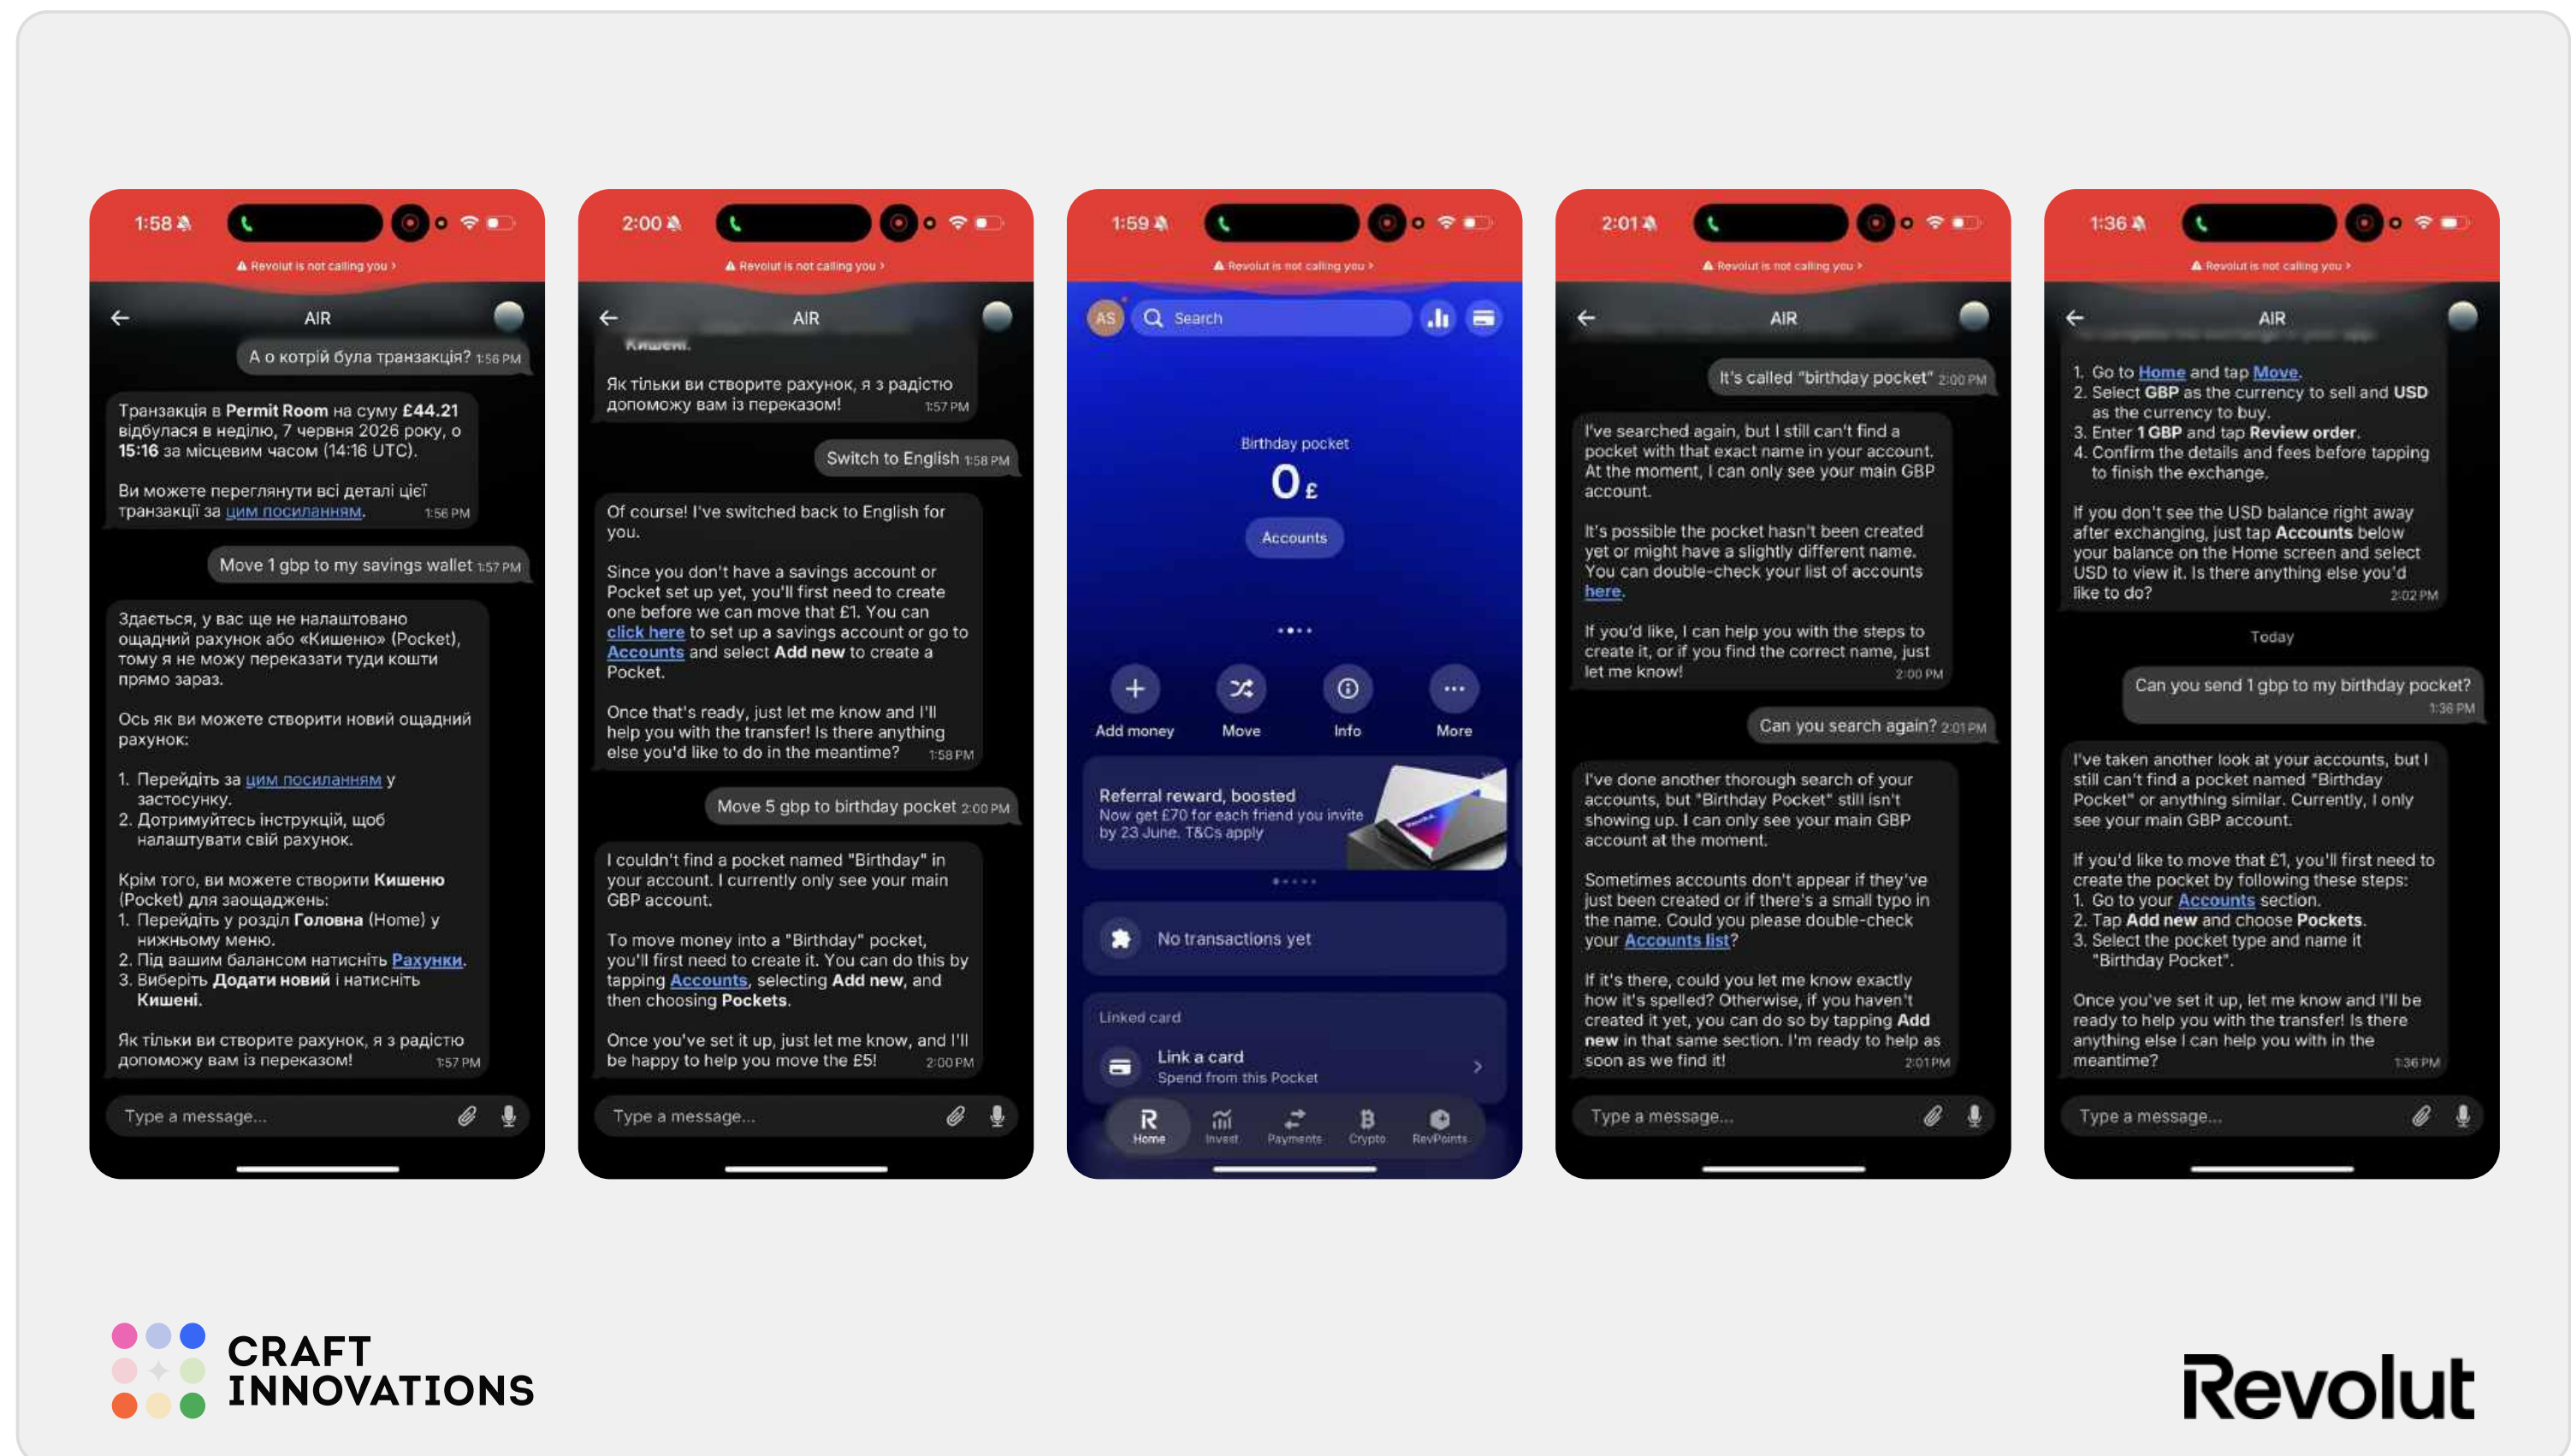 1:58
Revolut is not calling you >
AIR
А о котрій була транзакція? 1:56 PM
Транзакція в Permit Room на суму £44.21
відбулася в неділю, 7 червня 2026 року, о
15:16 за місцевим часом (14:16 UTC).
Ви можете переглянути всі деталі цієї
транзакції за цим посиланням. 1:56 PM
Move 1 gbp to my savings wallet 1:57 PM
Здається, у вас ще не налаштовано
ощадний рахунок або «Кишеню» (Pocket),
тому я не можу переказати туди кошти
прямо зараз.
Ось як ви можете створити новий ощадний
рахунок:
1. Перейдіть за цим посиланням у
застосунку.
2. Дотримуйтесь інструкцій, щоб
налаштувати свій рахунок.
Крім того, ви можете створити Кишеню
(Pocket) для заощаджень:
1. Перейдіть у розділ Головна (Home) у
нижньому меню.
2. Під вашим балансом натисніть Рахунки.
3. Виберіть Додати новий і натисніть
Кишені.
Як тільки ви створите рахунок, я з радістю
допоможу вам із переказом! 1:57 PM
Type a message...
2:00
Revolut is not calling you >
AIR
Кишені.
Як тільки ви створите рахунок, я з радістю
допоможу вам із переказом! 1:57 PM
Switch to English 1:58 PM
Of course! I've switched back to English for
you.
Since you don't have a savings account or
Pocket set up yet, you'll first need to create
one before we can move that £1. You can
click here to set up a savings account or go to
Accounts and select Add new to create a
Pocket.
Once that's ready, just let me know and I'll
help you with the transfer! Is there anything
else you'd like to do in the meantime? 1:58 PM
Move 5 gbp to birthday pocket 2:00 PM
I couldn't find a pocket named "Birthday" in
your account. I currently only see your main
GBP account.
To move money into a "Birthday" pocket,
you'll first need to create it. You can do this by
tapping Accounts, selecting Add new, and
then choosing Pockets.
Once you've set it up, just let me know, and I'll
be happy to help you move the £5! 2:00 PM
Type a message...
1:59
Revolut is not calling you >
AS
Search
Birthday pocket
0 £
Accounts
Add money
Move
Info
More
Referral reward, boosted
Now get £70 for each friend you invite
by 23 June. T&Cs apply
No transactions yet
Linked card
Link a card
Spend from this Pocket
Home
Invest
Payments
Crypto
RevPoints
2:01
Revolut is not calling you >
AIR
It's called "birthday pocket" 2:00 PM
I've searched again, but I still can't find a
pocket with that exact name in your account.
At the moment, I can only see your main GBP
account.
It's possible the pocket hasn't been created
yet or might have a slightly different name.
You can double-check your list of accounts
here.
If you'd like, I can help you with the steps to
create it, or if you find the correct name, just
let me know! 2:00 PM
Can you search again? 2:01 PM
I've done another thorough search of your
accounts, but "Birthday Pocket" still isn't
showing up. I can only see your main GBP
account at the moment.
Sometimes accounts don't appear if they've
just been created or if there's a small typo in
the name. Could you please double-check
your Accounts list?
If it's there, could you let me know exactly
how it's spelled? Otherwise, if you haven't
created it yet, you can do so by tapping Add
new in that same section. I'm ready to help as
soon as we find it! 2:01 PM
Type a message...
1:36
Revolut is not calling you >
AIR
1. Go to Home and tap Move.
2. Select GBP as the currency to sell and USD
as the currency to buy.
3. Enter 1 GBP and tap Review order.
4. Confirm the details and fees before tapping
to finish the exchange.
If you don't see the USD balance right away
after exchanging, just tap Accounts below
your balance on the Home screen and select
USD to view it. Is there anything else you'd
like to do? 2:02 PM
Today
Can you send 1 gbp to my birthday pocket?
1:36 PM
I've taken another look at your accounts, but I
still can't find a pocket named "Birthday
Pocket" or anything similar. Currently, I only
see your main GBP account.
If you'd like to move that £1, you'll first need to
create the pocket by following these steps:
1. Go to your Accounts section.
2. Tap Add new and choose Pockets.
3. Select the pocket type and name it
"Birthday Pocket".
Once you've set it up, let me know and I'll be
ready to help you with the transfer! Is there
anything else I can help you with in the
meantime? 1:36 PM
Type a message...
CRAFT
INNOVATIONS
Revolut